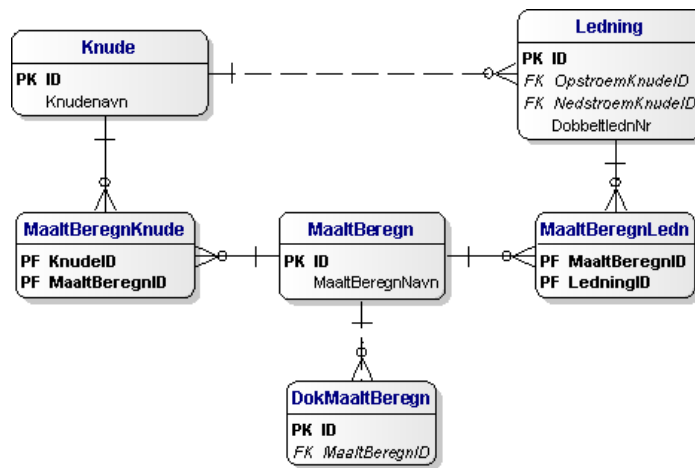 Knude
PK ID
Knudenavn
Ledning
PK ID
FK OpstroemKnudeID
FK NedstroemKnudeID
DobbeltlednNr
MaaltBeregnKnude
PF KnudeID
PF MaaltBeregnID
MaaltBeregn
PK ID
MaaltBeregnNavn
MaaltBeregnLedn
PF MaaltBeregnID
PF LedningID
DokMaaltBeregn
PK ID
FK MaaltBeregnID